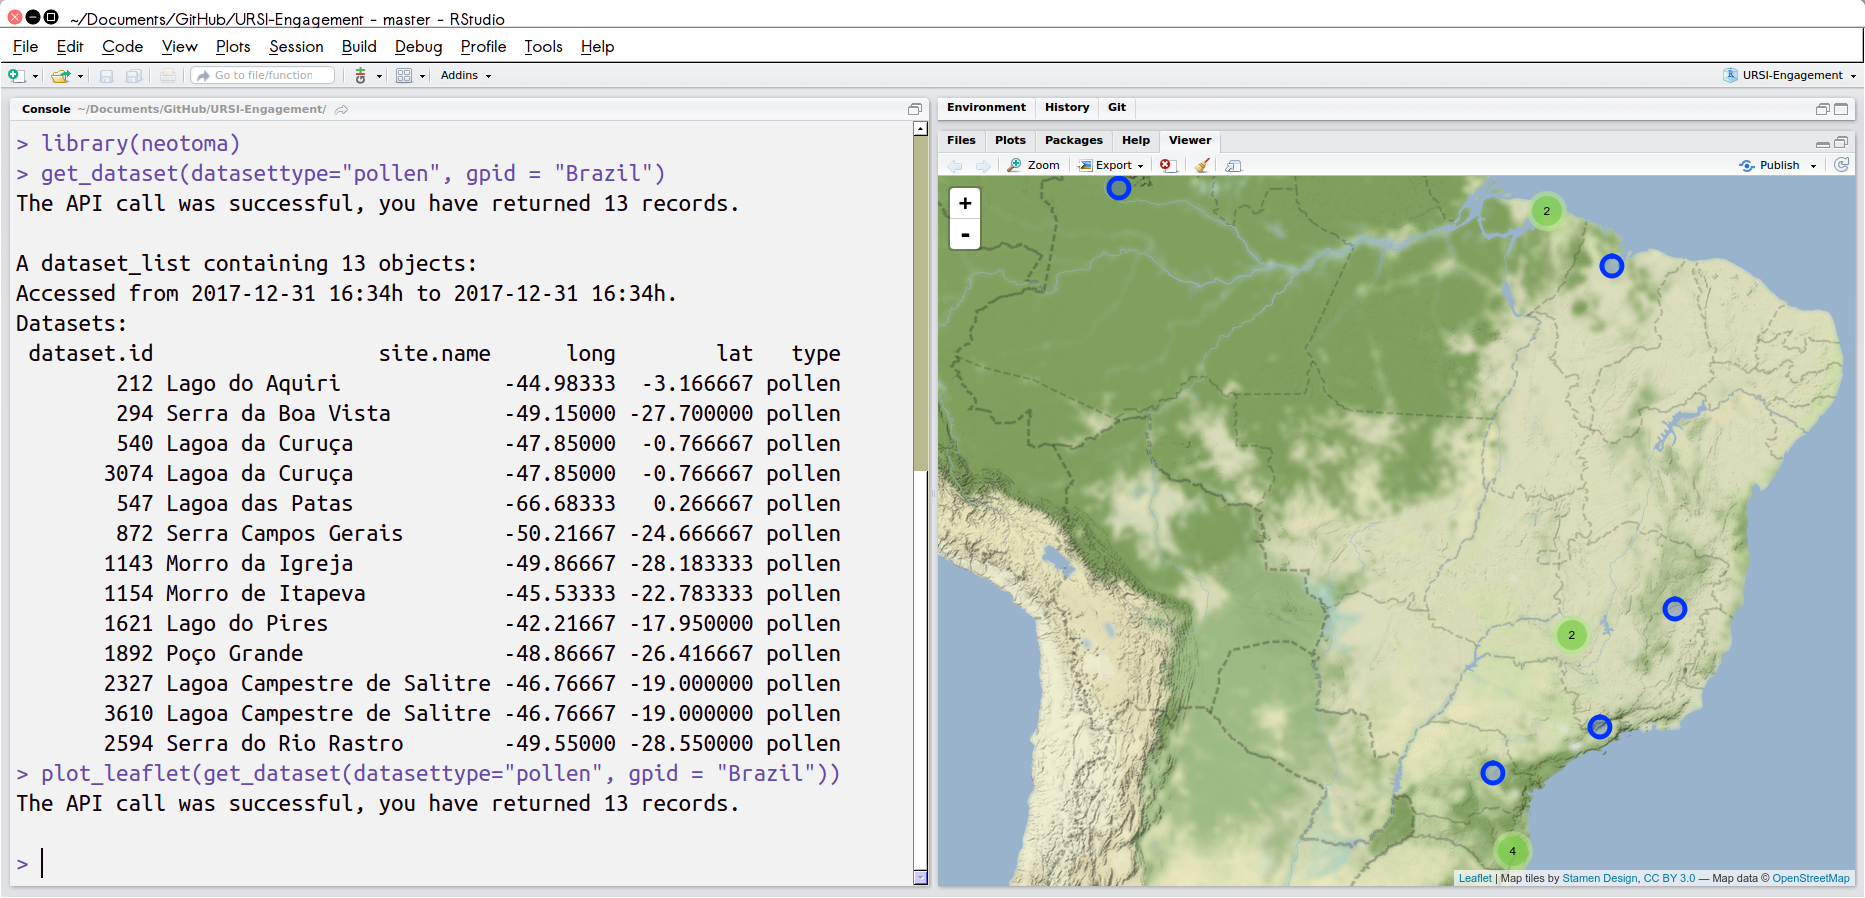 ~/Documents/GitHub/URSI-Engagement - master - RStudio
File Edit Code View Plots Session Build Debug Profile Tools Help
Go to file/function Addins URSI-Engagement
Console ~/Documents/GitHub/URSI-Engagement/
> library(neotoma)
> get_dataset(datasettype="pollen", gpid = "Brazil")
The API call was successful, you have returned 13 records.
A dataset_list containing 13 objects:
Accessed from 2017-12-31 16:34h to 2017-12-31 16:34h.
Datasets:
dataset.id site.name long lat type
212 Lago do Aquiri -44.98333 -3.166667 pollen
294 Serra da Boa Vista -49.15000 -27.700000 pollen
540 Lagoa da Curuça -47.85000 -0.766667 pollen
3074 Lagoa da Curuça -47.85000 -0.766667 pollen
547 Lagoa das Patas -66.68333 0.266667 pollen
872 Serra Campos Gerais -50.21667 -24.666667 pollen
1143 Morro da Igreja -49.86667 -28.183333 pollen
1154 Morro de Itapeva -45.53333 -22.783333 pollen
1621 Lago do Pires -42.21667 -17.950000 pollen
1892 Poço Grande -48.86667 -26.416667 pollen
2327 Lagoa Campestre de Salitre -46.76667 -19.000000 pollen
3610 Lagoa Campestre de Salitre -46.76667 -19.000000 pollen
2594 Serra do Rio Rastro -49.55000 -28.550000 pollen
> plot_leaflet(get_dataset(datasettype="pollen", gpid = "Brazil"))
The API call was successful, you have returned 13 records.
>
Environment History Git
Files Plots Packages Help Viewer
Zoom Export Publish
+
-
2
2
4
Leaflet | Map tiles by Stamen Design, CC BY 3.0 — Map data © OpenStreetMap